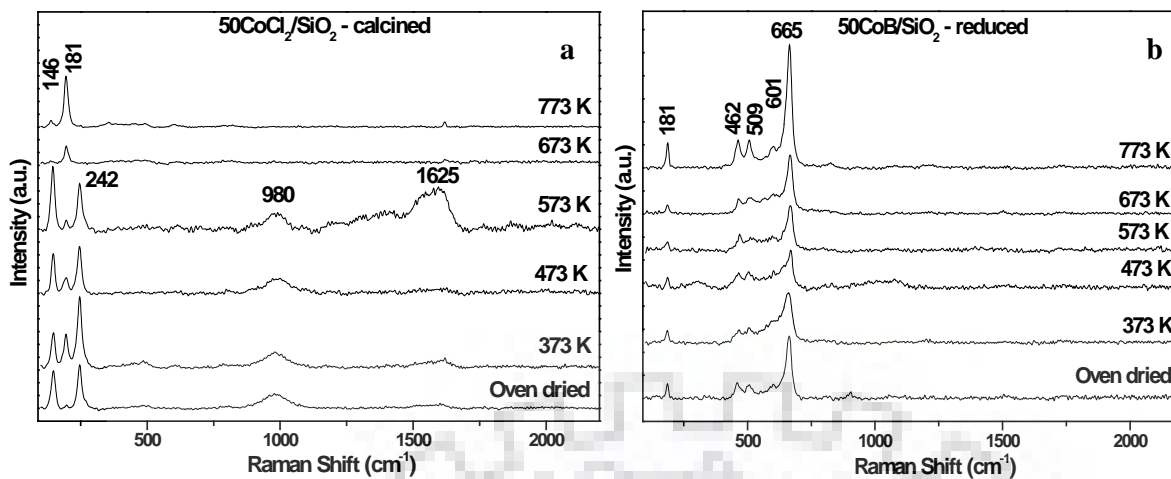 50CoCl₂/SiO₂ - calcined
a
146
181
773 K
673 K
242
980
1625
573 K
473 K
373 K
Oven dried
Intensity (a.u.)
500
1000
1500
2000
Raman Shift (cm⁻¹)
50CoB/SiO₂ - reduced
b
665
181
462
509
601
773 K
673 K
573 K
473 K
373 K
Oven dried
Intensity (a.u.)
500
1000
1500
2000
Raman Shift (cm⁻¹)